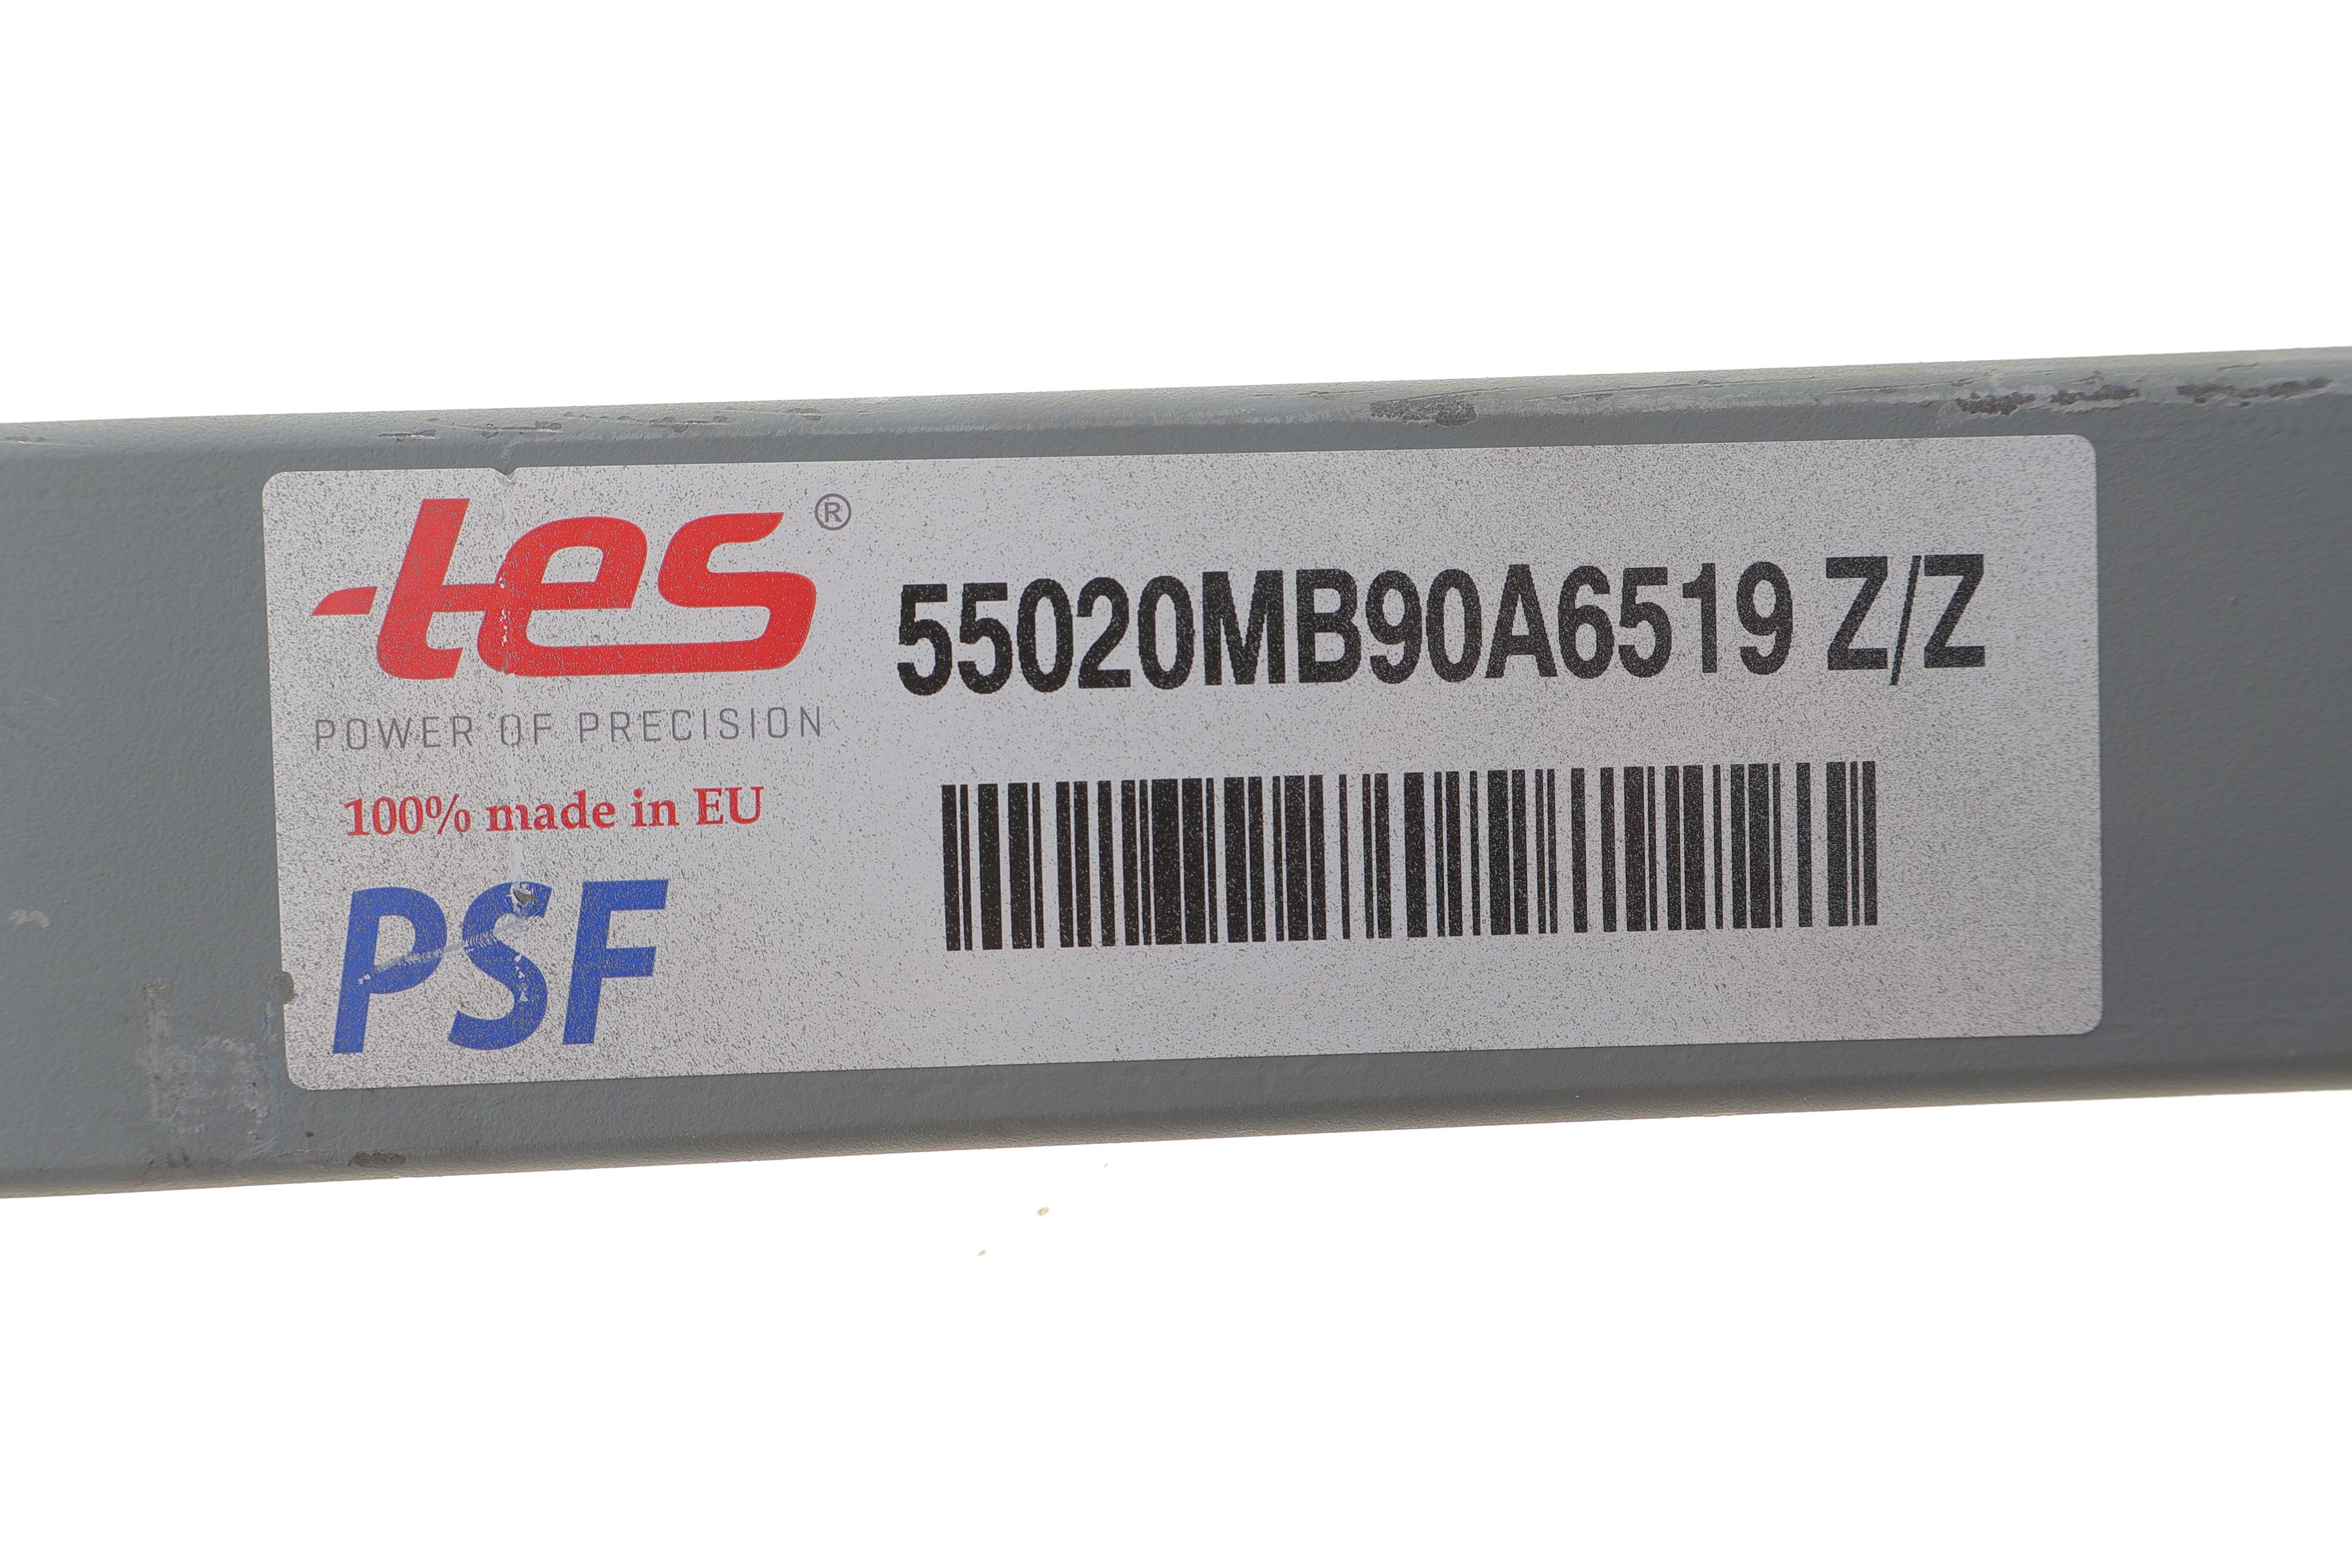 tes®
POWER OF PRECISION
100% made in EU
PSF
55020MB90A6519 Z/Z